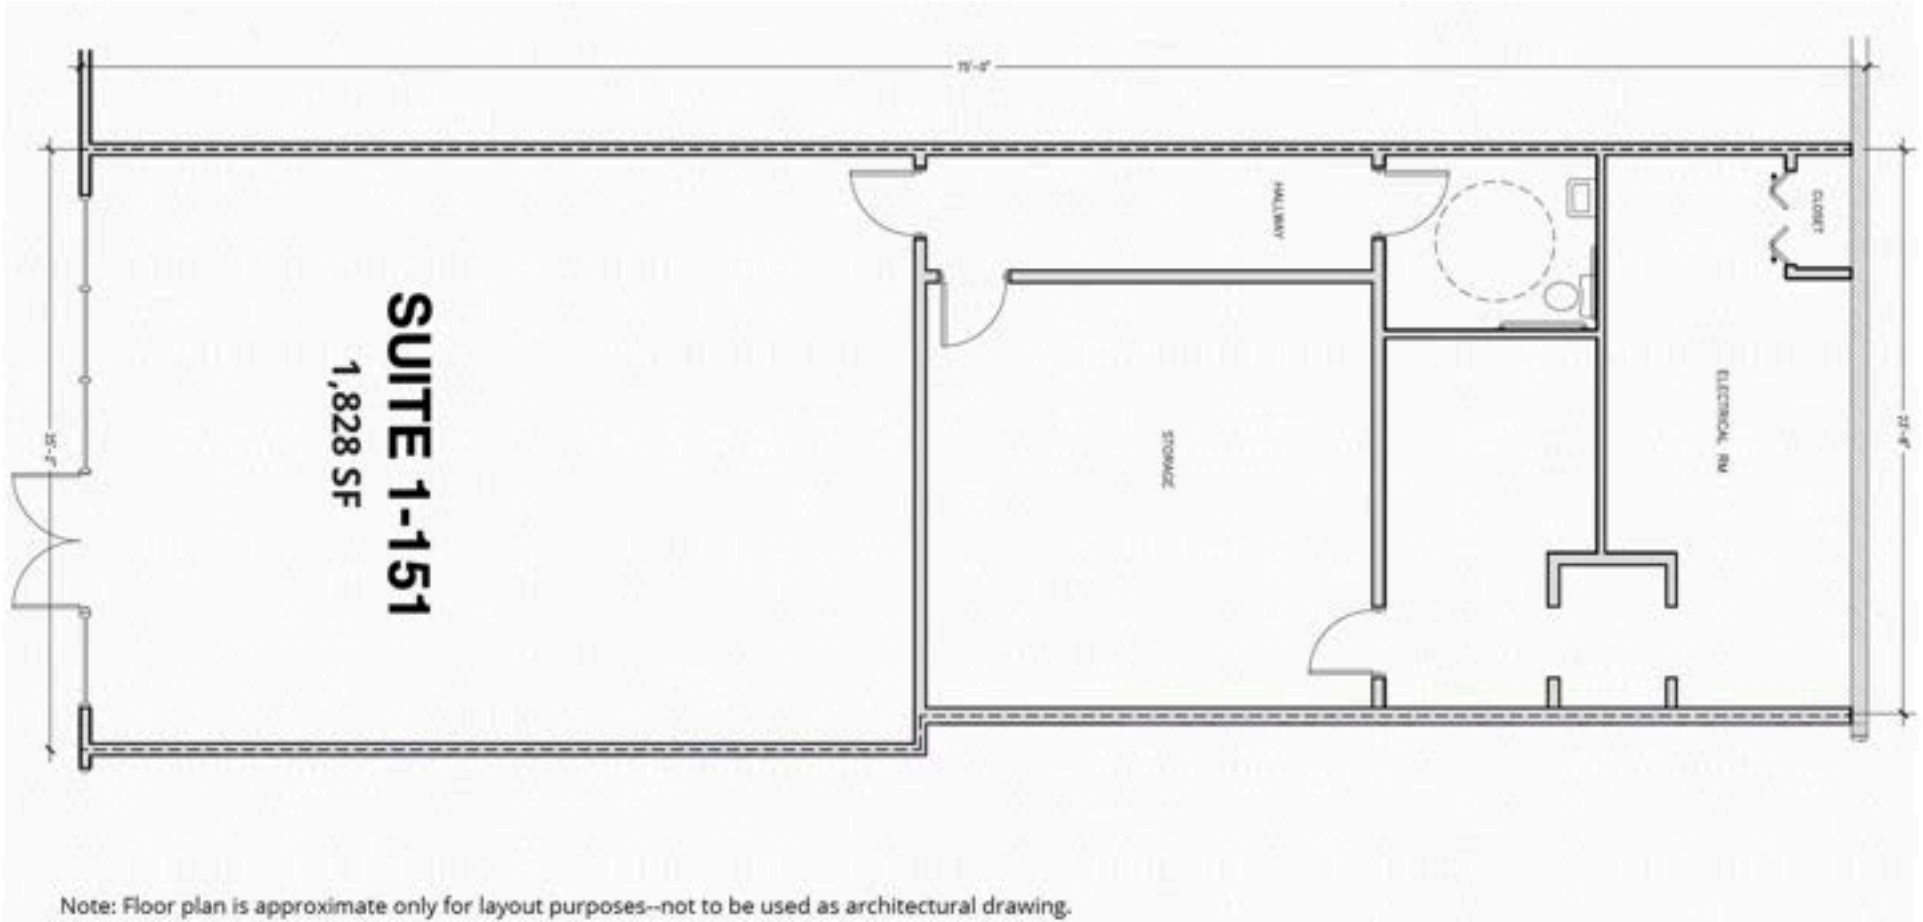 SUITE 1-151
1,828 SF
HALLWAY
CLOSET
STORAGE
ELECTRICAL RM
Note: Floor plan is approximate only for layout purposes--not to be used as architectural drawing.